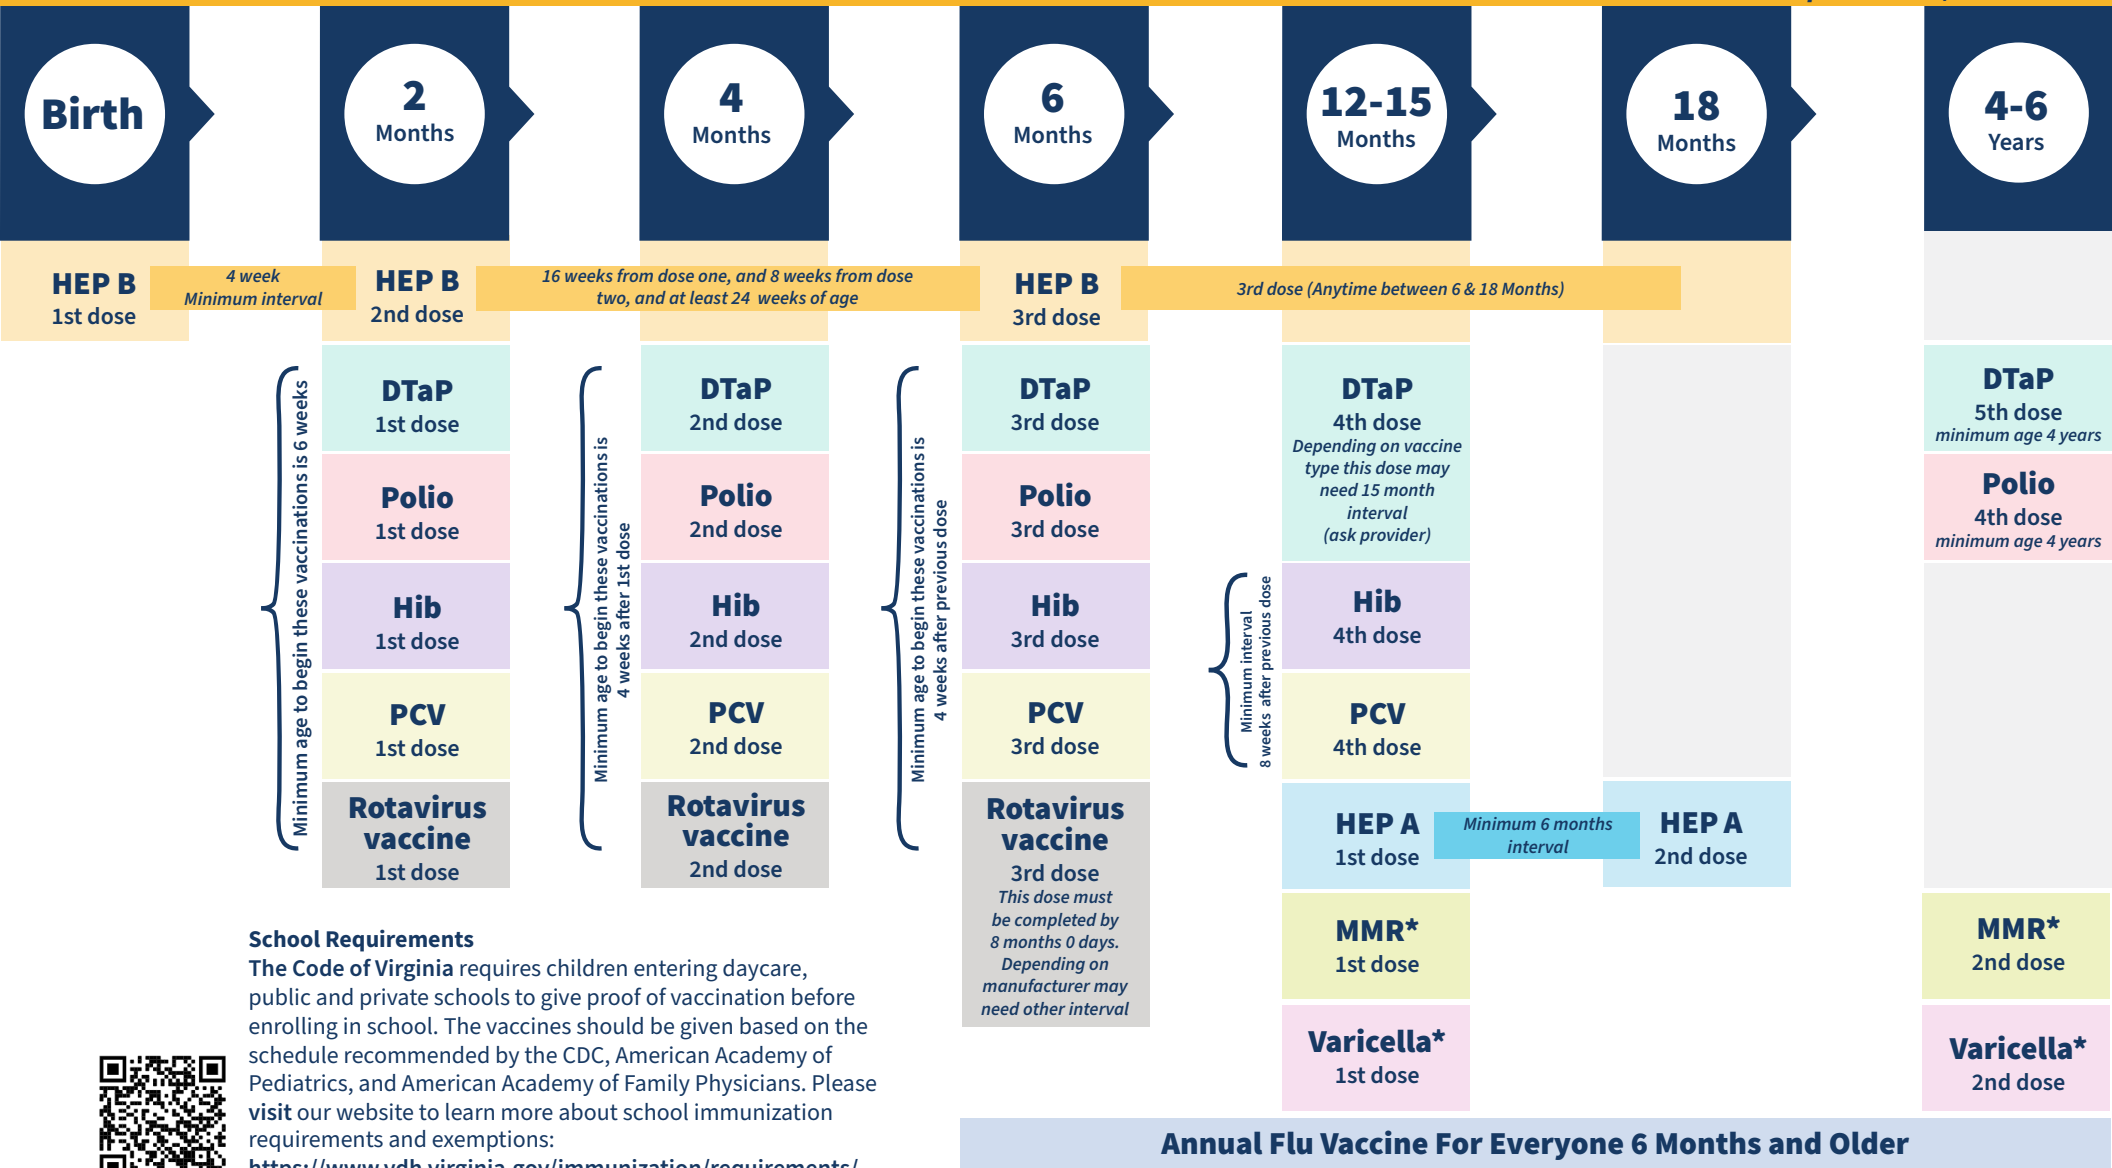 Birth
2
Months
4
Months
6
Months
12-15
Months
18
Months
4-6
Years
HEP B
1st dose
4 week
Minimum interval
HEP B
2nd dose
16 weeks from dose one, and 8 weeks from dose
two, and at least 24 weeks of age
HEP B
3rd dose
3rd dose (Anytime between 6 & 18 Months)
Minimum age to begin these vaccinations is 6 weeks
DTaP
1st dose
Polio
1st dose
Hib
1st dose
PCV
1st dose
Rotavirus
vaccine
1st dose
Minimum age to begin these vaccinations is
4 weeks after 1st dose
DTaP
2nd dose
Polio
2nd dose
Hib
2nd dose
PCV
2nd dose
Rotavirus
vaccine
2nd dose
Minimum age to begin these vaccinations is
4 weeks after previous dose
DTaP
3rd dose
Polio
3rd dose
Hib
3rd dose
PCV
3rd dose
Rotavirus
vaccine
3rd dose
This dose must
be completed by
8 months 0 days.
Depending on
manufacturer may
need other interval
DTaP
4th dose
Depending on vaccine
type this dose may
need 15 month
interval
(ask provider)
Minimum interval
8 weeks after previous dose
Hib
4th dose
PCV
4th dose
HEP A
1st dose
Minimum 6 months
interval
HEP A
2nd dose
MMR*
1st dose
Varicella*
1st dose
DTaP
5th dose
minimum age 4 years
Polio
4th dose
minimum age 4 years
MMR*
2nd dose
Varicella*
2nd dose
School Requirements
The Code of Virginia requires children entering daycare,
public and private schools to give proof of vaccination before
enrolling in school. The vaccines should be given based on the
schedule recommended by the CDC, American Academy of
Pediatrics, and American Academy of Family Physicians. Please
visit our website to learn more about school immunization
requirements and exemptions:
https://www.vdh.virginia.gov/immunization/requirements/
Annual Flu Vaccine For Everyone 6 Months and Older